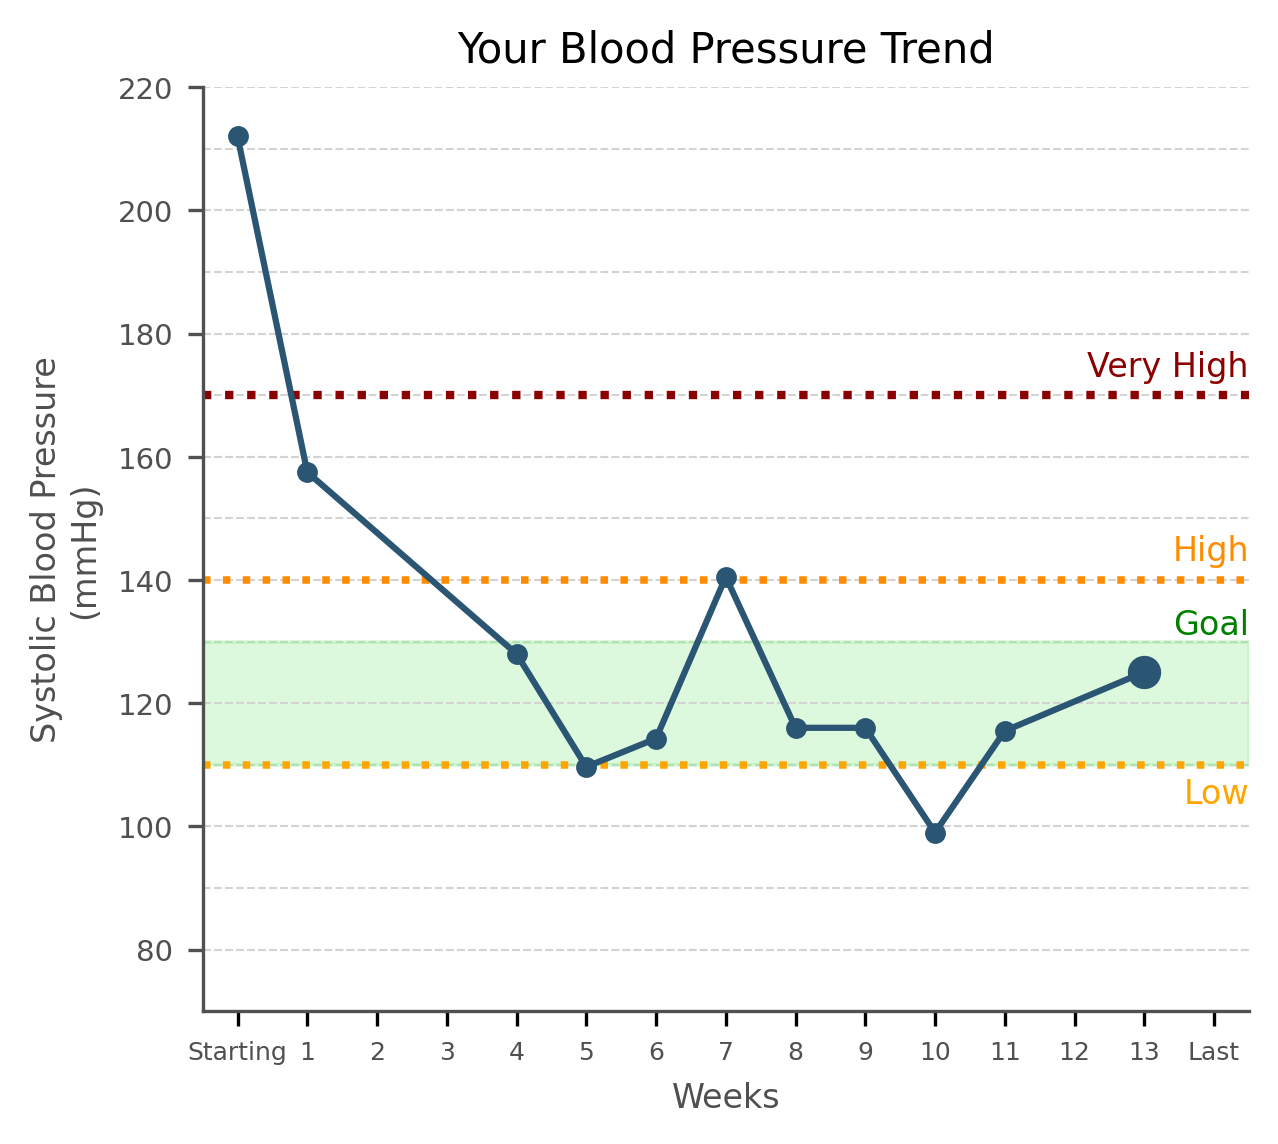 Your Blood Pressure Trend
220
200
180
160
140
120
100
80
Systolic Blood Pressure
(mmHg)
Very High
High
Goal
Low
Starting 1 2 3 4 5 6 7 8 9 10 11 12 13 Last
Weeks